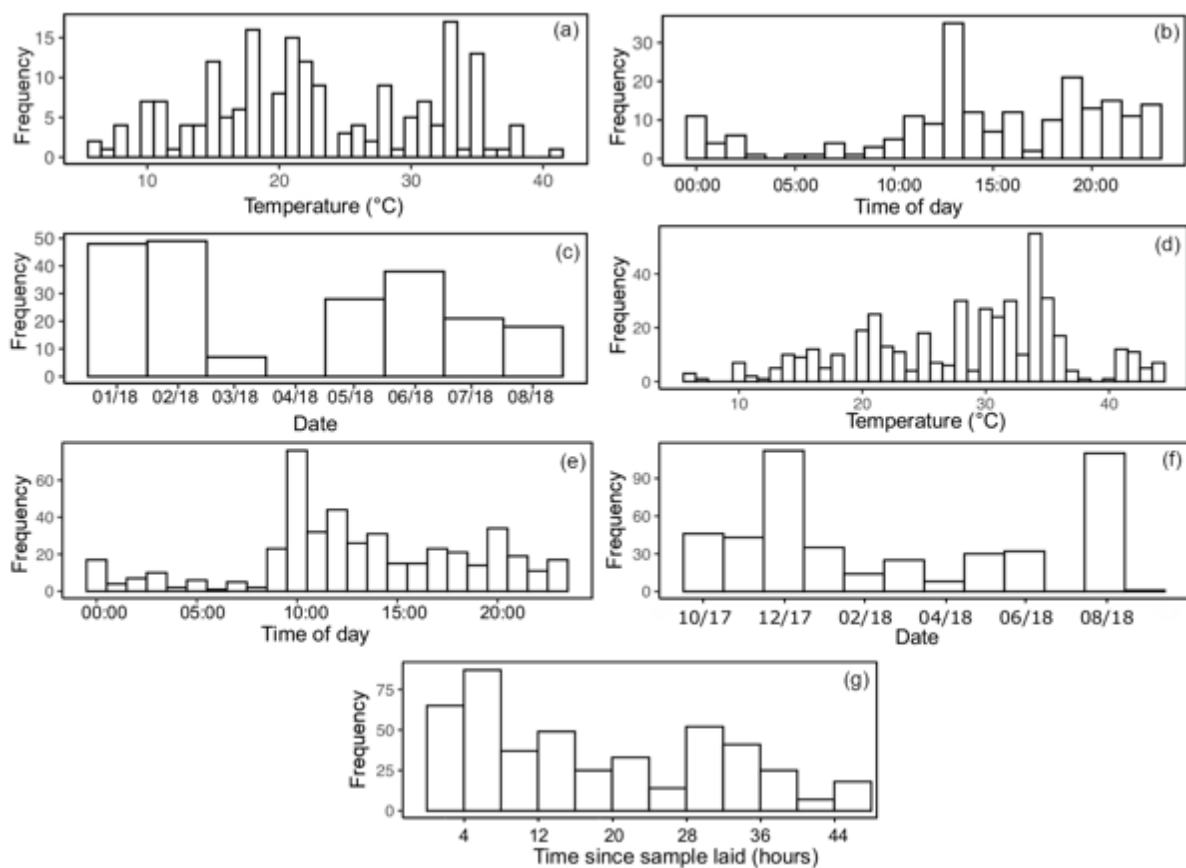 (a)
Frequency
15
10
5
0
10 20 30 40
Temperature (°C)
(b)
Frequency
30
20
10
0
00:00 05:00 10:00 15:00 20:00
Time of day
(c)
Frequency
50
40
30
20
10
0
01/18 02/18 03/18 04/18 05/18 06/18 07/18 08/18
Date
(d)
Frequency
40
20
0
10 20 30 40
Temperature (°C)
(e)
Frequency
60
40
20
0
00:00 05:00 10:00 15:00 20:00
Time of day
(f)
Frequency
90
60
30
0
10/17 12/17 02/18 04/18 06/18 08/18
Date
(g)
Frequency
75
50
25
0
4 12 20 28 36 44
Time since sample laid (hours)